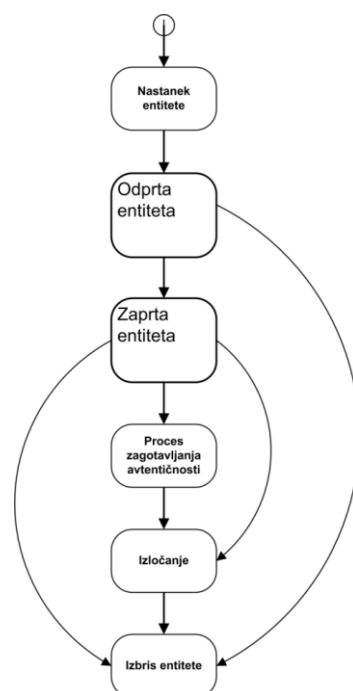 Nastanek
entitete
Odprta
entiteta
Zaprta
entiteta
Proces
zagotavljanja
avtentičnosti
Izločanje
Izbris entitete